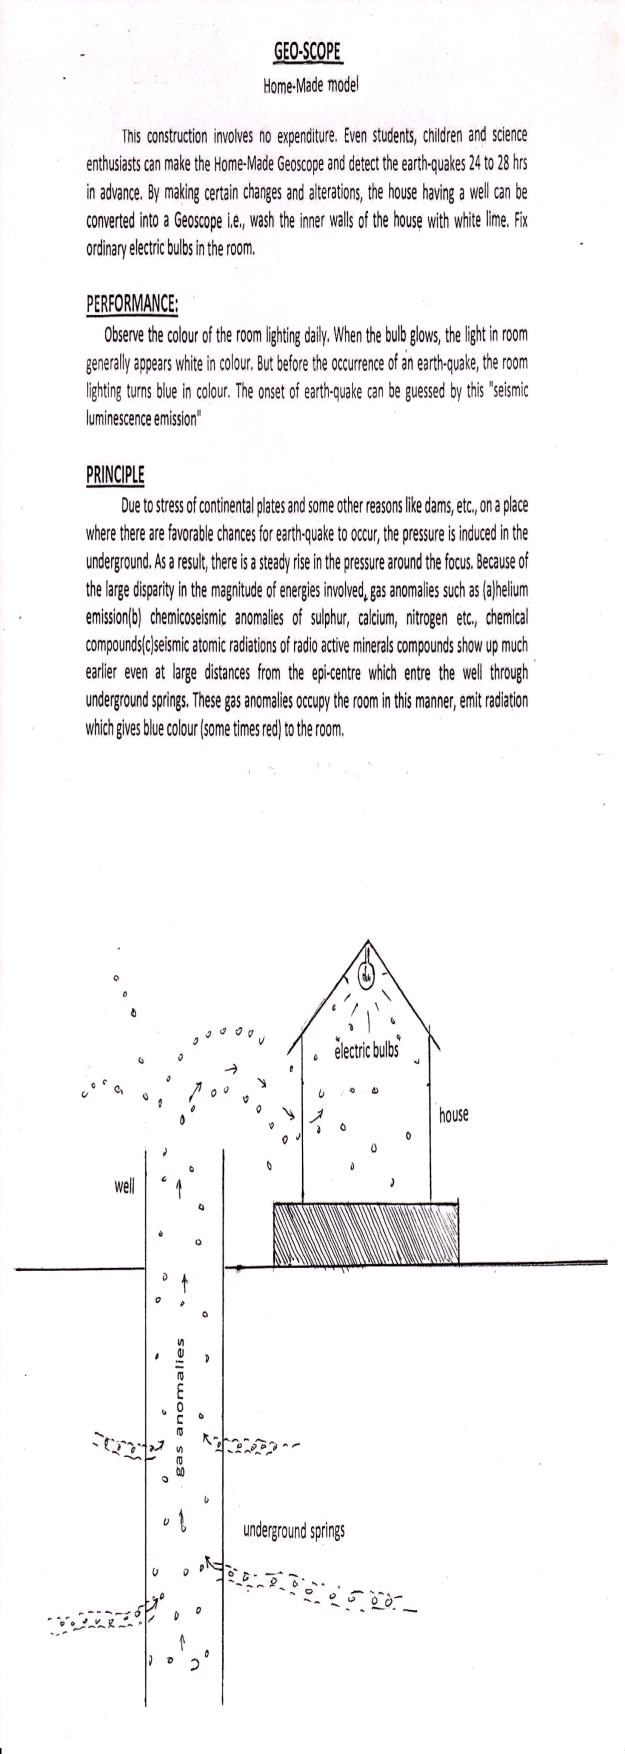 GEO-SCOPE
Home-Made model
This construction involves no expenditure. Even students, children and science
enthusiasts can make the Home-Made Geoscope and detect the earth-quakes 24 to 28 hrs
in advance. By making certain changes and alterations, the house having a well can be
converted into a Geoscope i.e., wash the inner walls of the house with white lime. Fix
ordinary electric bulbs in the room.
PERFORMANCE:
Observe the colour of the room lighting daily. When the bulb glows, the light in room
generally appears white in colour. But before the occurrence of an earth-quake, the room
lighting turns blue in colour. The onset of earth-quake can be guessed by this "seismic
luminescence emission"
PRINCIPLE
Due to stress of continental plates and some other reasons like dams, etc., on a place
where there are favorable chances for earth-quake to occur, the pressure is induced in the
underground. As a result, there is a steady rise in the pressure around the focus. Because of
the large disparity in the magnitude of energies involved, gas anomalies such as (a)helium
emission(b) chemicoseismic anomalies of sulphur, calcium, nitrogen etc., chemical
compounds(c)seismic atomic radiations of radio active minerals compounds show up much
earlier even at large distances from the epi-centre which entre the well through
underground springs. These gas anomalies occupy the room in this manner, emit radiation
which gives blue colour (some times red) to the room.
"electric bulbs"
house
well
gas anomalies
underground springs